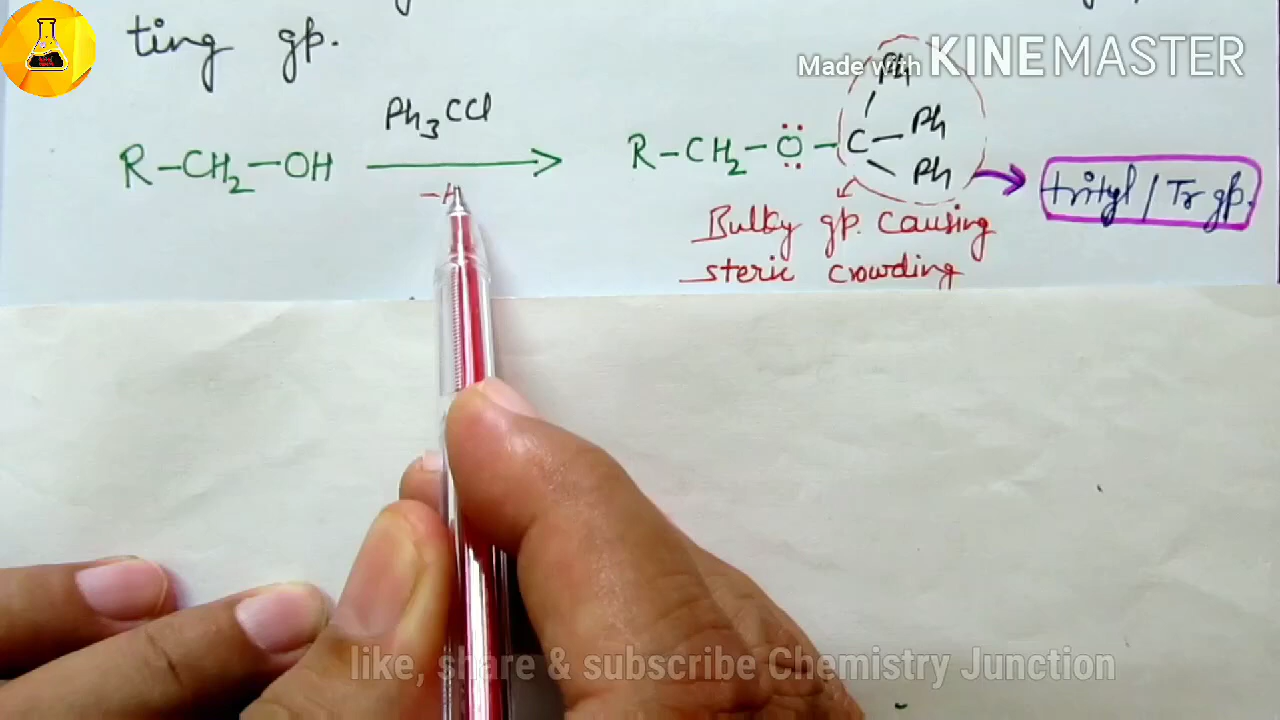 ting gp.
Made with KINEMASTER
Ph₃CCl
R-CH₂-OH
-H
Ph
R-CH₂-Ö-C-Ph
Ph
trityl / Tr gp.
Bulky gp. causing
steric crowding
like, share & subscribe Chemistry Junction